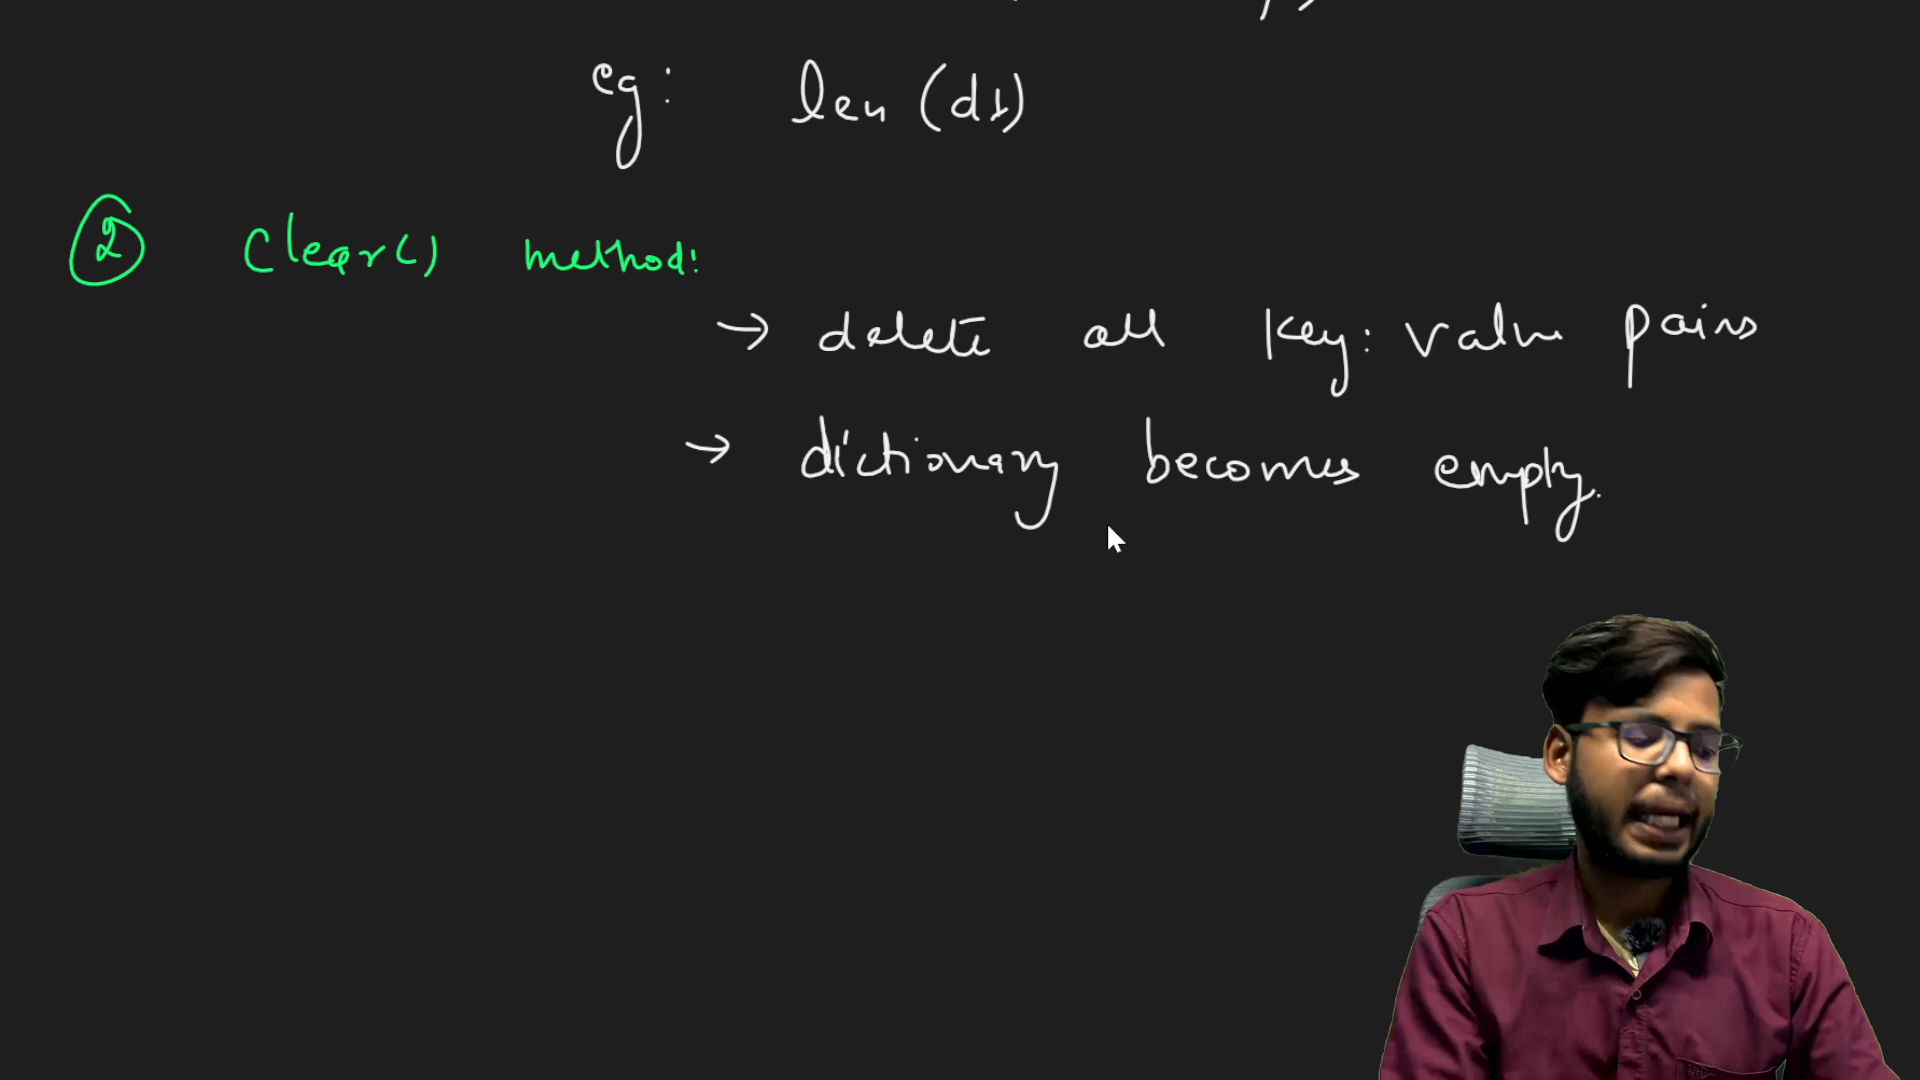 eg: len (d1)
② Clear() method:
→ delete all key: value pairs
→ dictionary becomes empty.